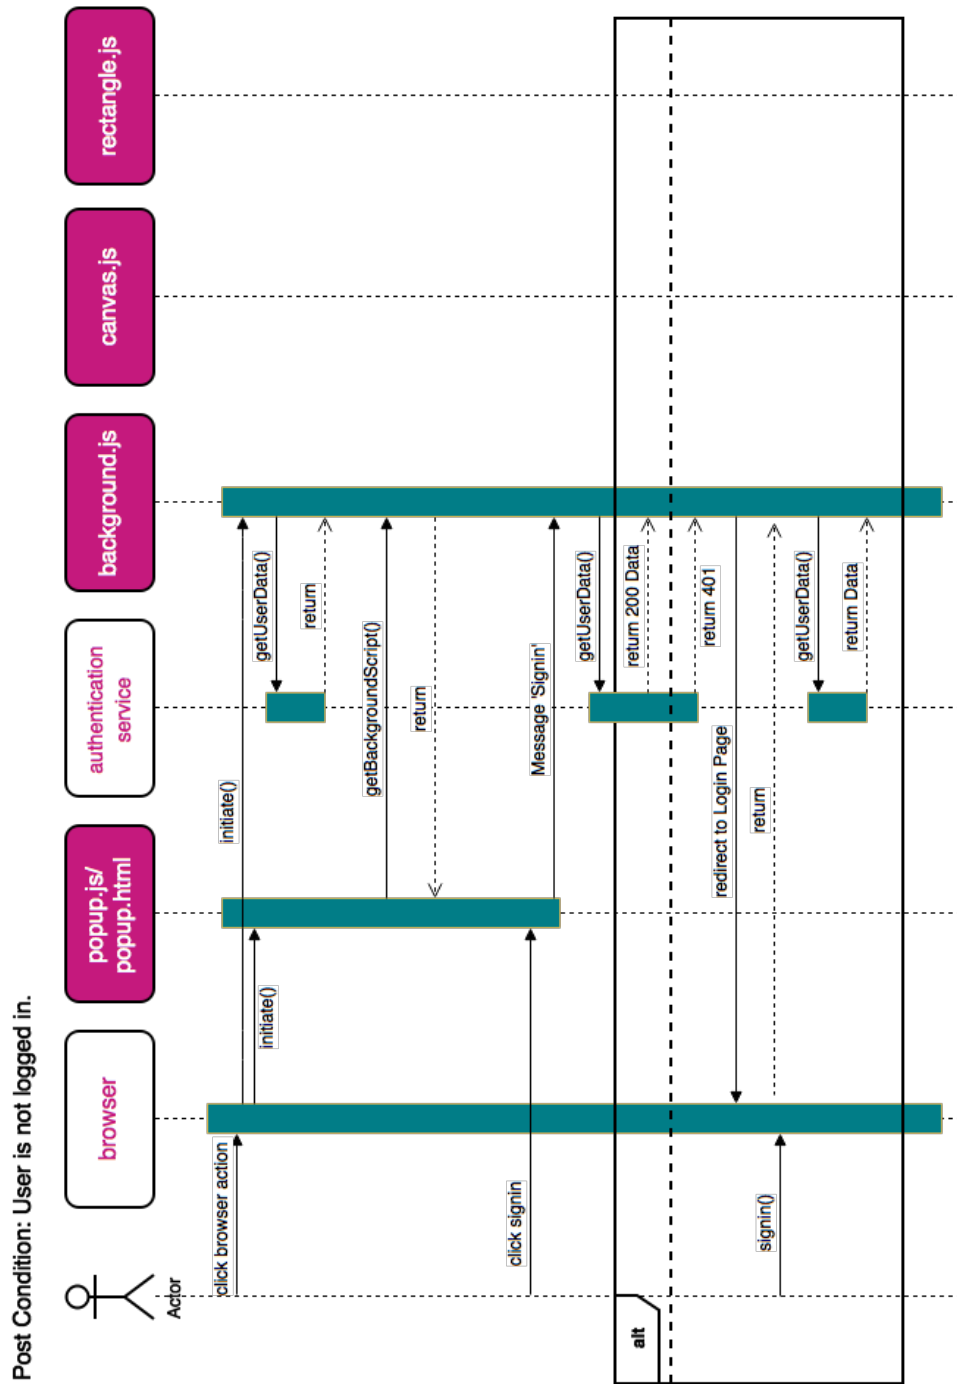 Post Condition: User is not logged in.
Actor
browser
popup.js/
popup.html
authentication
service
background.js
canvas.js
rectangle.js
click browser action
initiate()
initiate()
getUserData()
return
getBackgroundScript()
return
click signin
Message 'Signin'
getUserData()
alt
return 200 Data
return 401
redirect to Login Page
return
signin()
getUserData()
return Data